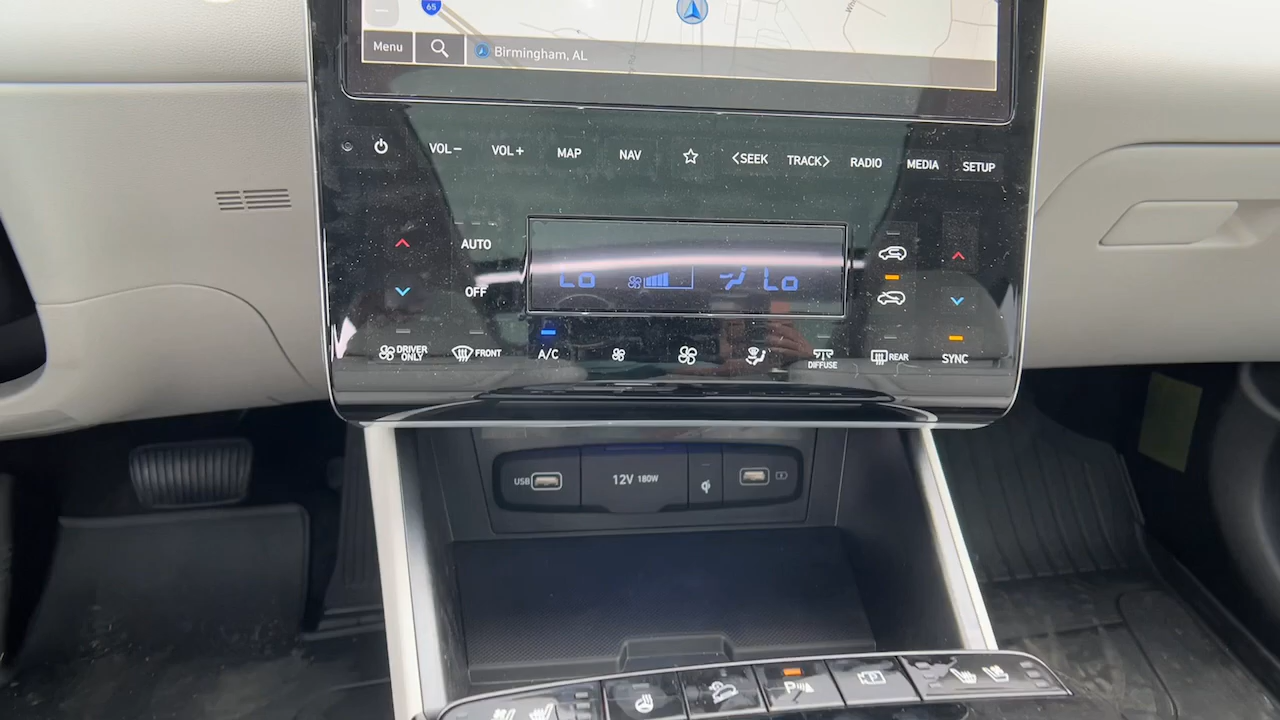 65
Menu
Birmingham, AL
VOL− VOL+ MAP NAV <SEEK TRACK> RADIO MEDIA SETUP
AUTO
OFF
Lo Lo
DRIVER ONLY
FRONT
A/C
DIFFUSE
REAR
SYNC
USB
12V 180W
P
P